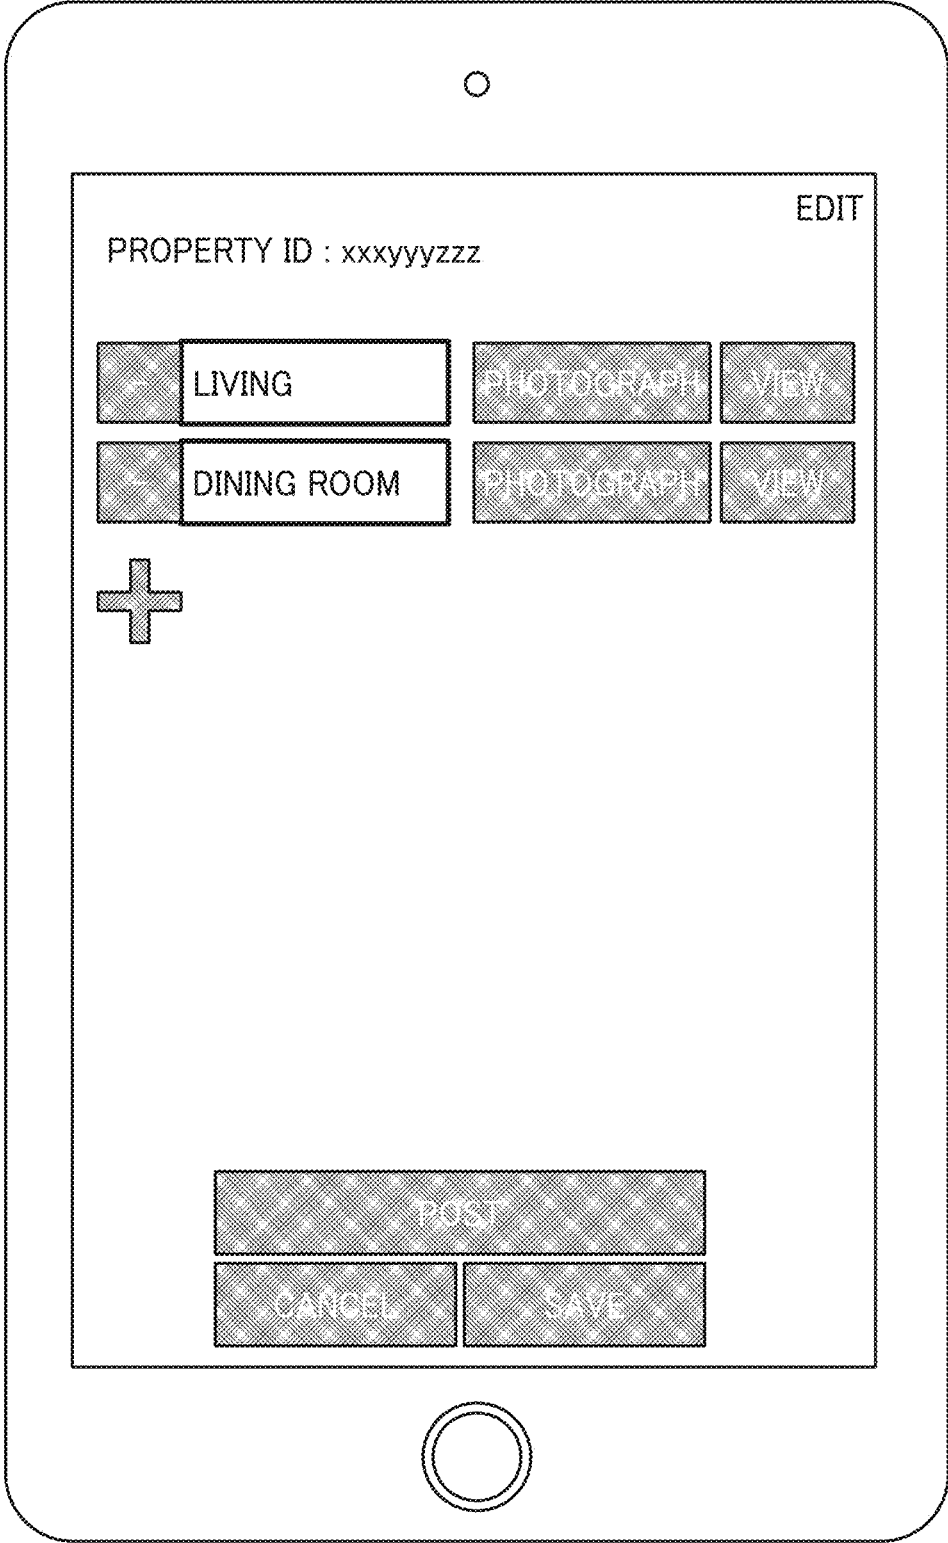 EDIT
PROPERTY ID : xxxyyyzzz
LIVING PHOTOGRAPH VIEW
DINING ROOM PHOTOGRAPH VIEW
POST
CANCEL SAVE